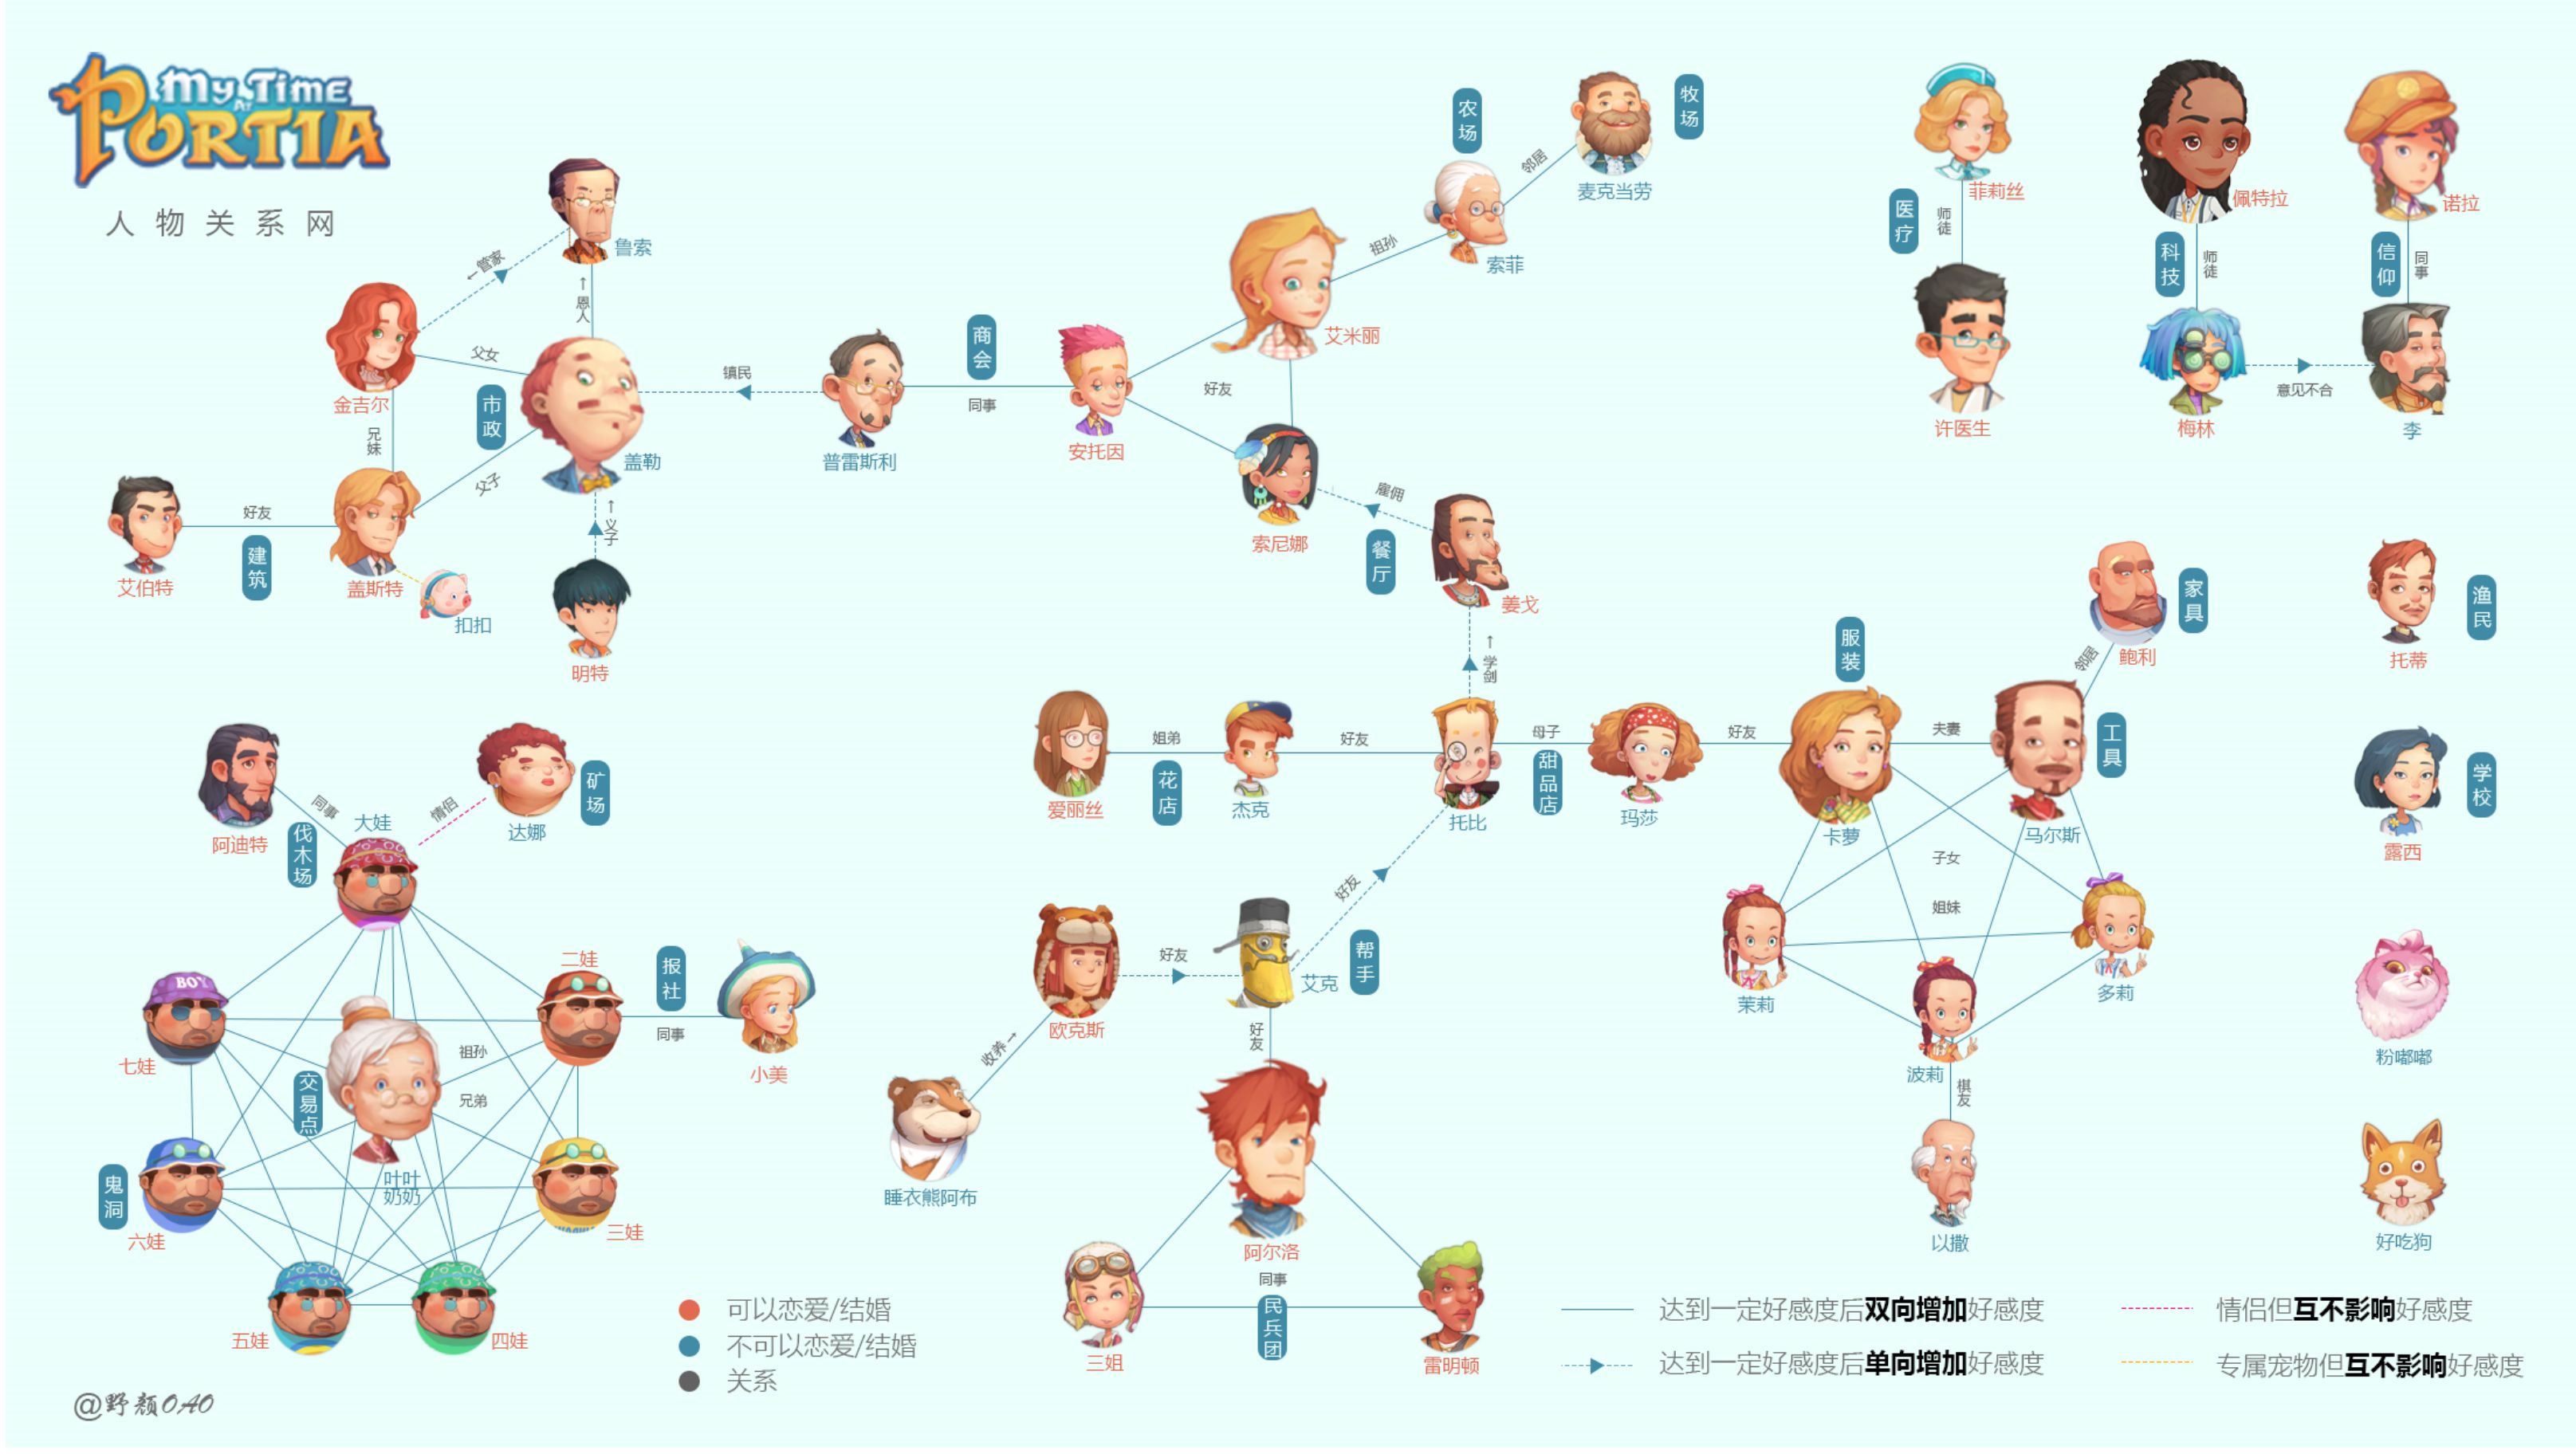 My Time
AT
PORTIA
人物关系网
鲁索
←管家
↑恩人
金吉尔
父女
市政
兄妹
父子
盖勒
艾伯特
好友
建筑
盖斯特
扣扣
↑义子
明特
镇民
普雷斯利
商会
同事
安托因
好友
艾米丽
祖孙
农场
索菲
邻居
牧场
麦克当劳
索尼娜
雇佣
餐厅
姜戈
↑学剑
医疗
菲莉丝
师徒
许医生
佩特拉
科技
师徒
梅林
意见不合
诺拉
信仰
同事
李
家具
鲍利
邻居
渔民
托蒂
学校
露西
粉嘟嘟
好吃狗
爱丽丝
姐弟
花店
杰克
好友
托比
母子
甜品店
玛莎
好友
服装
卡萝
夫妻
马尔斯
工具
子女
姐妹
茉莉
多莉
波莉
棋友
以撒
阿迪特
同事
伐木场
大娃
情侣
达娜
矿场
二娃
报社
同事
小美
七娃
祖孙
兄弟
交易点
叶叶奶奶
鬼洞
六娃
三娃
五娃
四娃
欧克斯
好友
艾克
帮手
好友
收养→
睡衣熊阿布
好友
阿尔洛
同事
民兵团
三姐
雷明顿
可以恋爱/结婚
不可以恋爱/结婚
关系
达到一定好感度后双向增加好感度
达到一定好感度后单向增加好感度
情侣但互不影响好感度
专属宠物但互不影响好感度
@野颜OAO
BOY